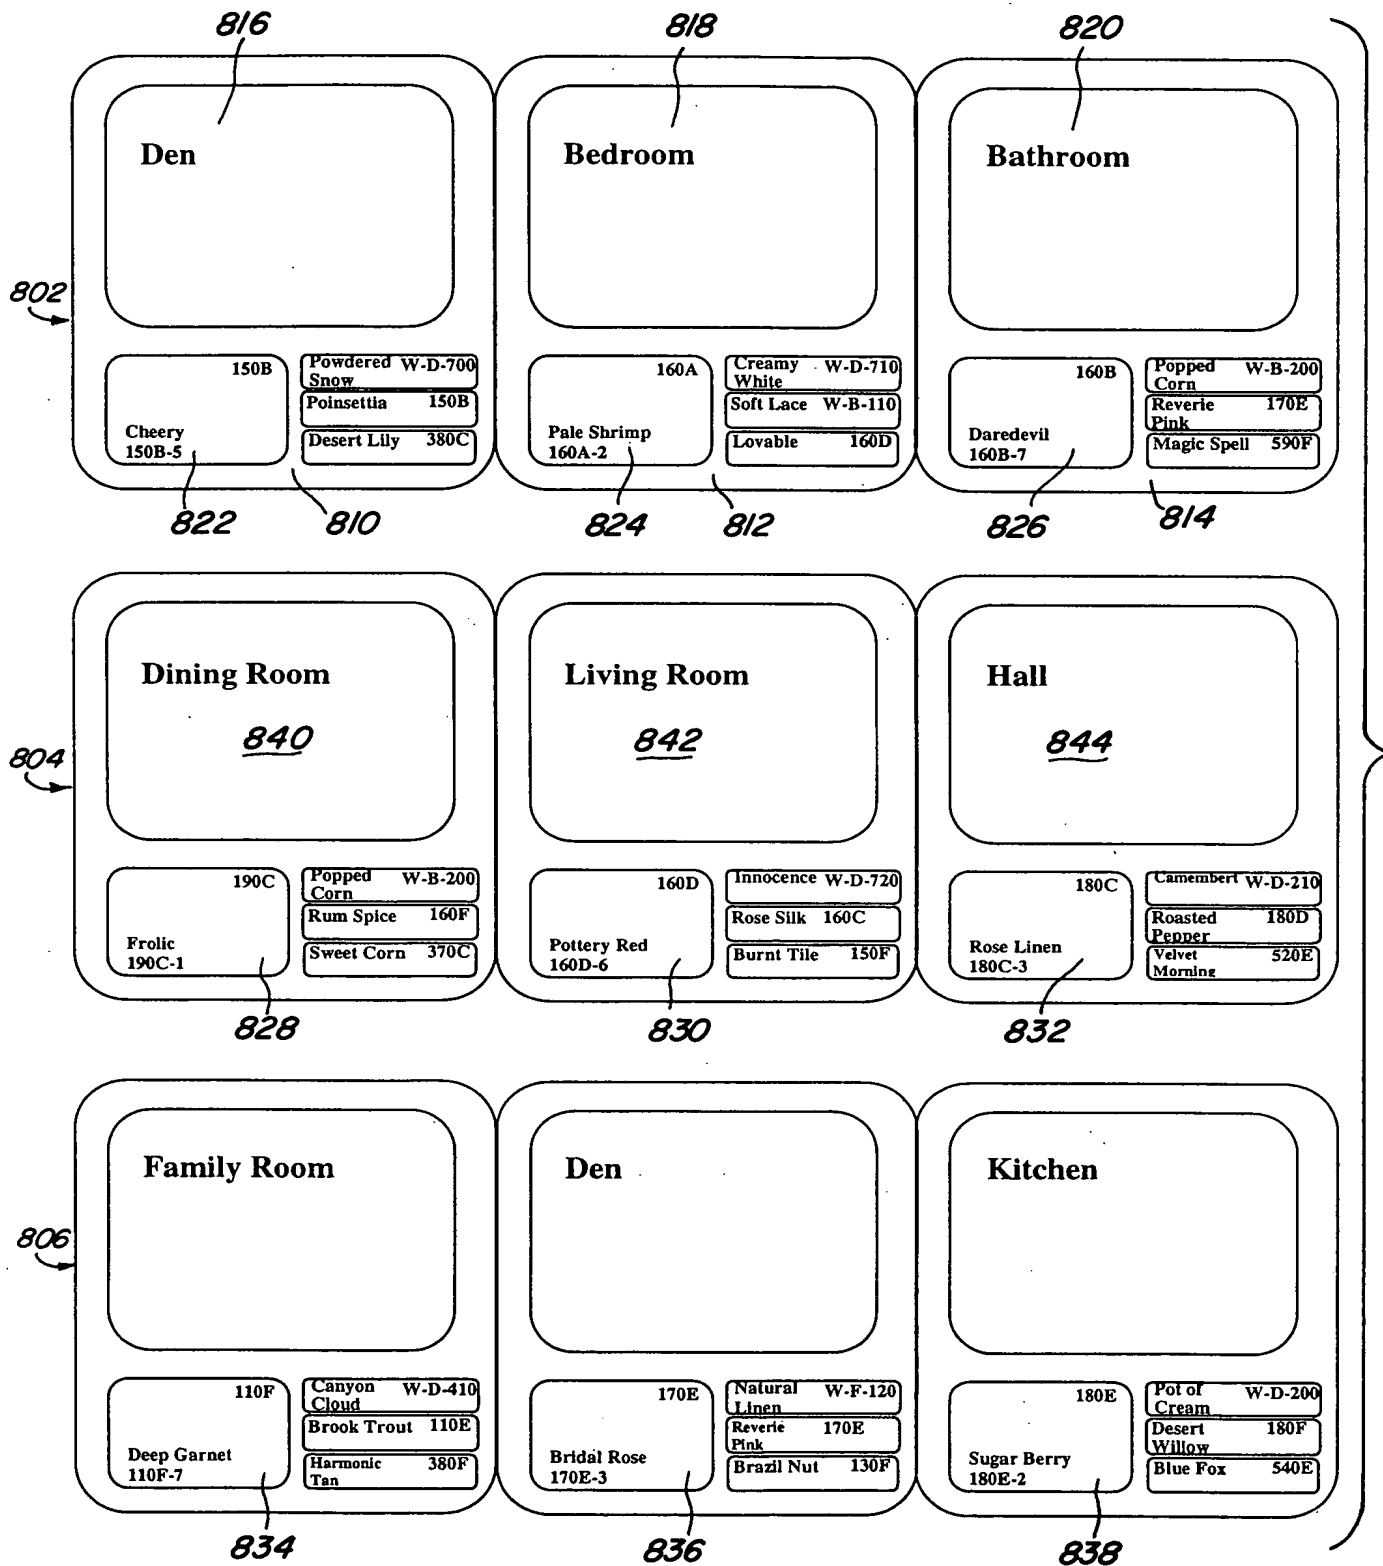 816 818 820
Den Bedroom Bathroom
802
150B Powdered W-D-700 160A Creamy W-D-710 160B Popped W-B-200
Snow White Corn
Poinsettia 150B Soft Lace W-B-110 Reverie 170E
Pink
Cheery Desert Lily 380C Pale Shrimp Lovable 160D Daredevil Magic Spell 590F
150B-5 160A-2 160B-7
822 810 824 812 826 814
Dining Room Living Room Hall
804 840 842 844
190C Popped W-B-200 160D Innocence W-D-720 180C Camembert W-D-210
Corn
Rum Spice 160F Rose Silk 160C Roasted 180D
Pepper
Frolic Sweet Corn 370C Pottery Red Burnt Tile 150F Rose Linen Velvet 520E
190C-1 160D-6 180C-3 Morning
828 830 832
Family Room Den Kitchen
806
110F Canyon W-D-410 170E Natural W-F-120 180E Pot of W-D-200
Cloud Linen Cream
Brook Trout 110E Reverie 170E Desert 180F
Pink Willow
Deep Garnet Harmonic 380F Bridal Rose Brazil Nut 130F Sugar Berry Blue Fox 540E
110F-7 Tan 170E-3 180E-2
834 836 838